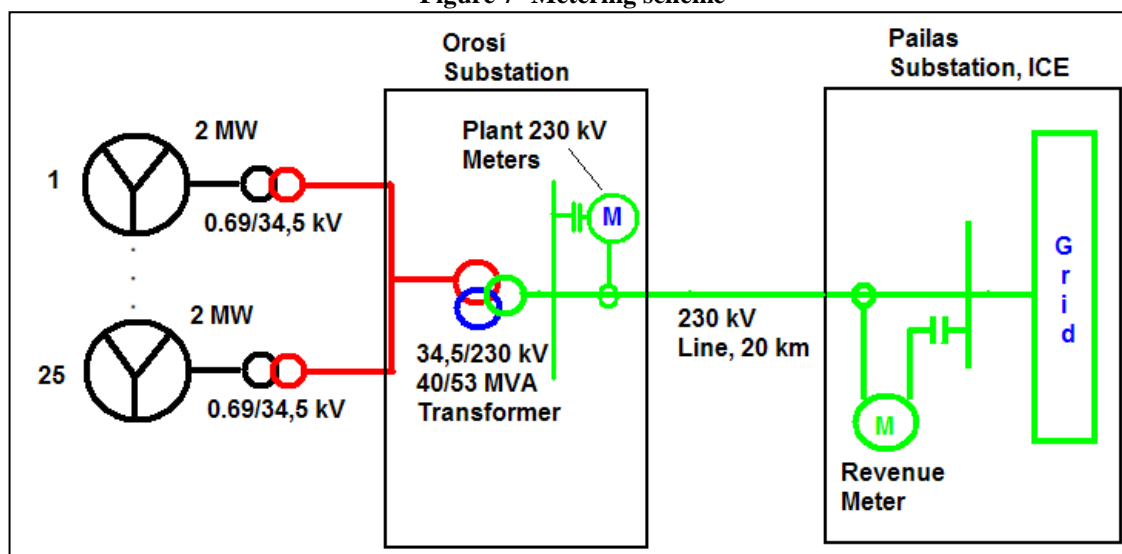 Figure 7 Metering scheme
Orosí
Substation
Pailas
Substation, ICE
2 MW
Plant 230 kV
Meters
1
M
0.69/34,5 kV
G
r
i
d
2 MW
230 kV
Line, 20 km
25
34,5/230 kV
40/53 MVA
Transformer
0.69/34,5 kV
M
Revenue
Meter